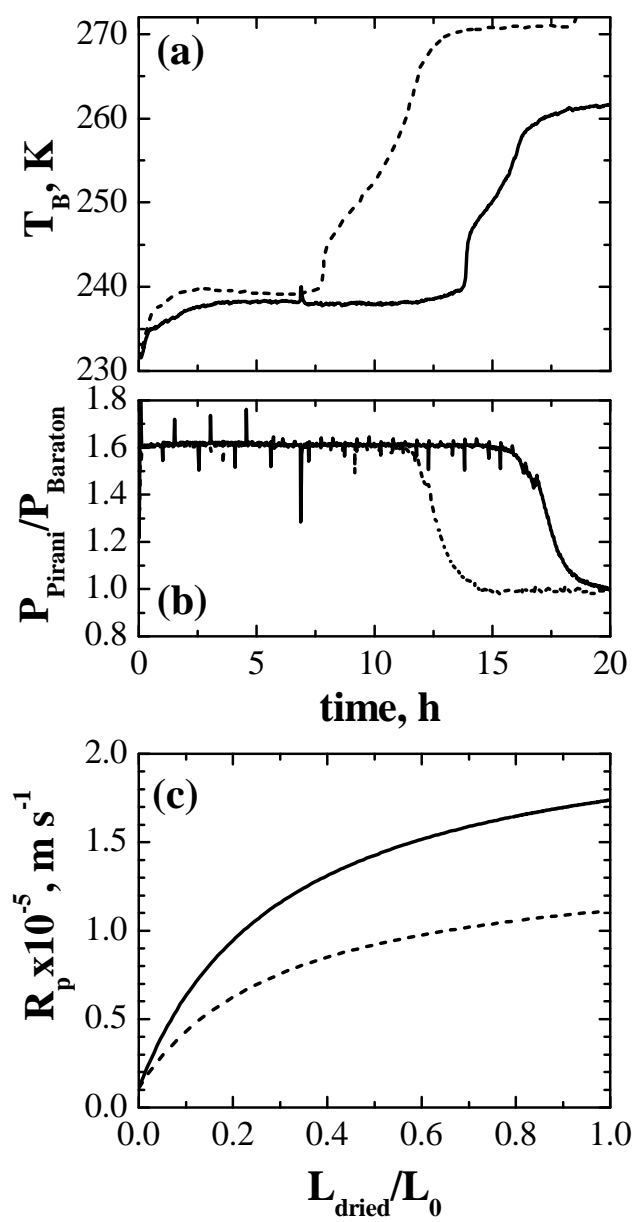 (a)
270
260
250
240
230
T_B, K
(b)
1.8
1.6
1.4
1.2
1.0
0.8
P_Pirani/P_Baraton
0 5 10 15 20
time, h
(c)
2.0
1.5
1.0
0.5
0.0
R_p x10^-5, m s^-1
0.0 0.2 0.4 0.6 0.8 1.0
L_dried/L_0